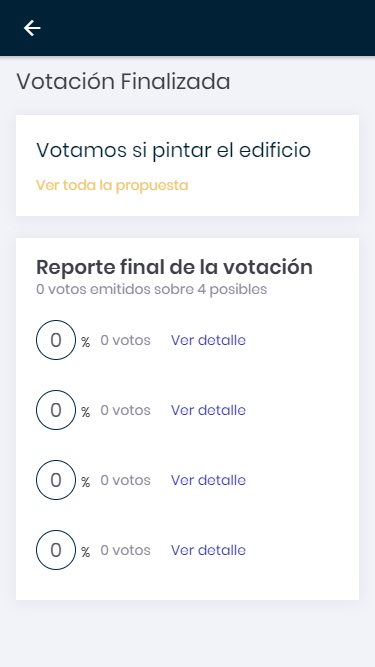 Votación Finalizada
Votamos si pintar el edificio
Ver toda la propuesta
Reporte final de la votación
0 votos emitidos sobre 4 posibles
0 % 0 votos Ver detalle
0 % 0 votos Ver detalle
0 % 0 votos Ver detalle
0 % 0 votos Ver detalle